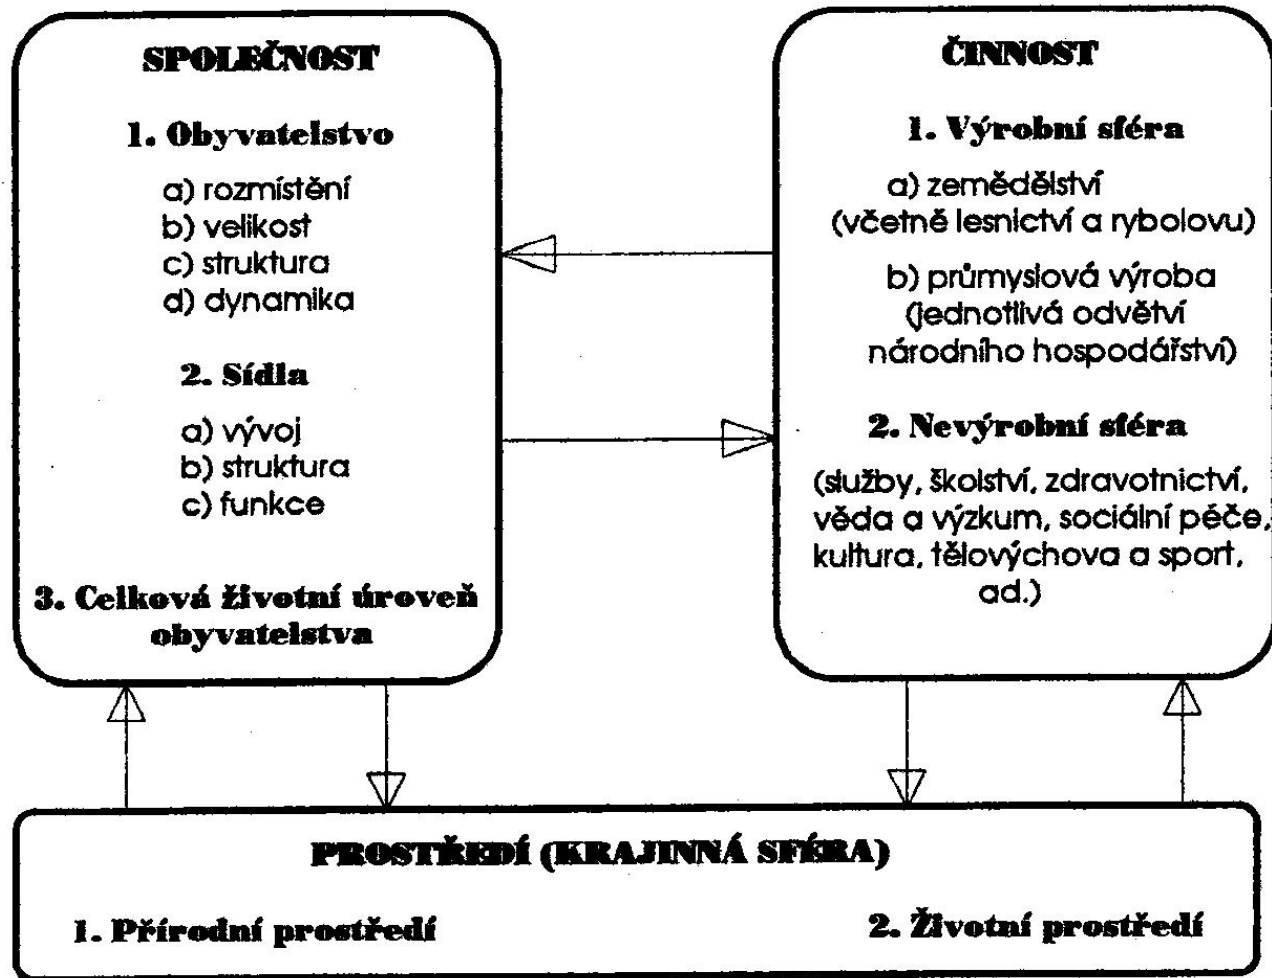 SPOLEČNOST
1. Obyvatelstvo
a) rozmístění
b) velikost
c) struktura
d) dynamika
2. Sídla
a) vývoj
b) struktura
c) funkce
3. Celková životní úroveň
obyvatelstva
ČINNOST
1. Výrobní sféra
a) zemědělství
(včetně lesnictví a rybolovu)
b) průmyslová výroba
(jednotlivá odvětví
národního hospodářství)
2. Nevýrobní sféra
(služby, školství, zdravotnictví,
věda a výzkum, sociální péče,
kultura, tělovýchova a sport,
ad.)
PROSTŘEDÍ (KRAJINNÁ SFÉRA)
1. Přírodní prostředí
2. Životní prostředí